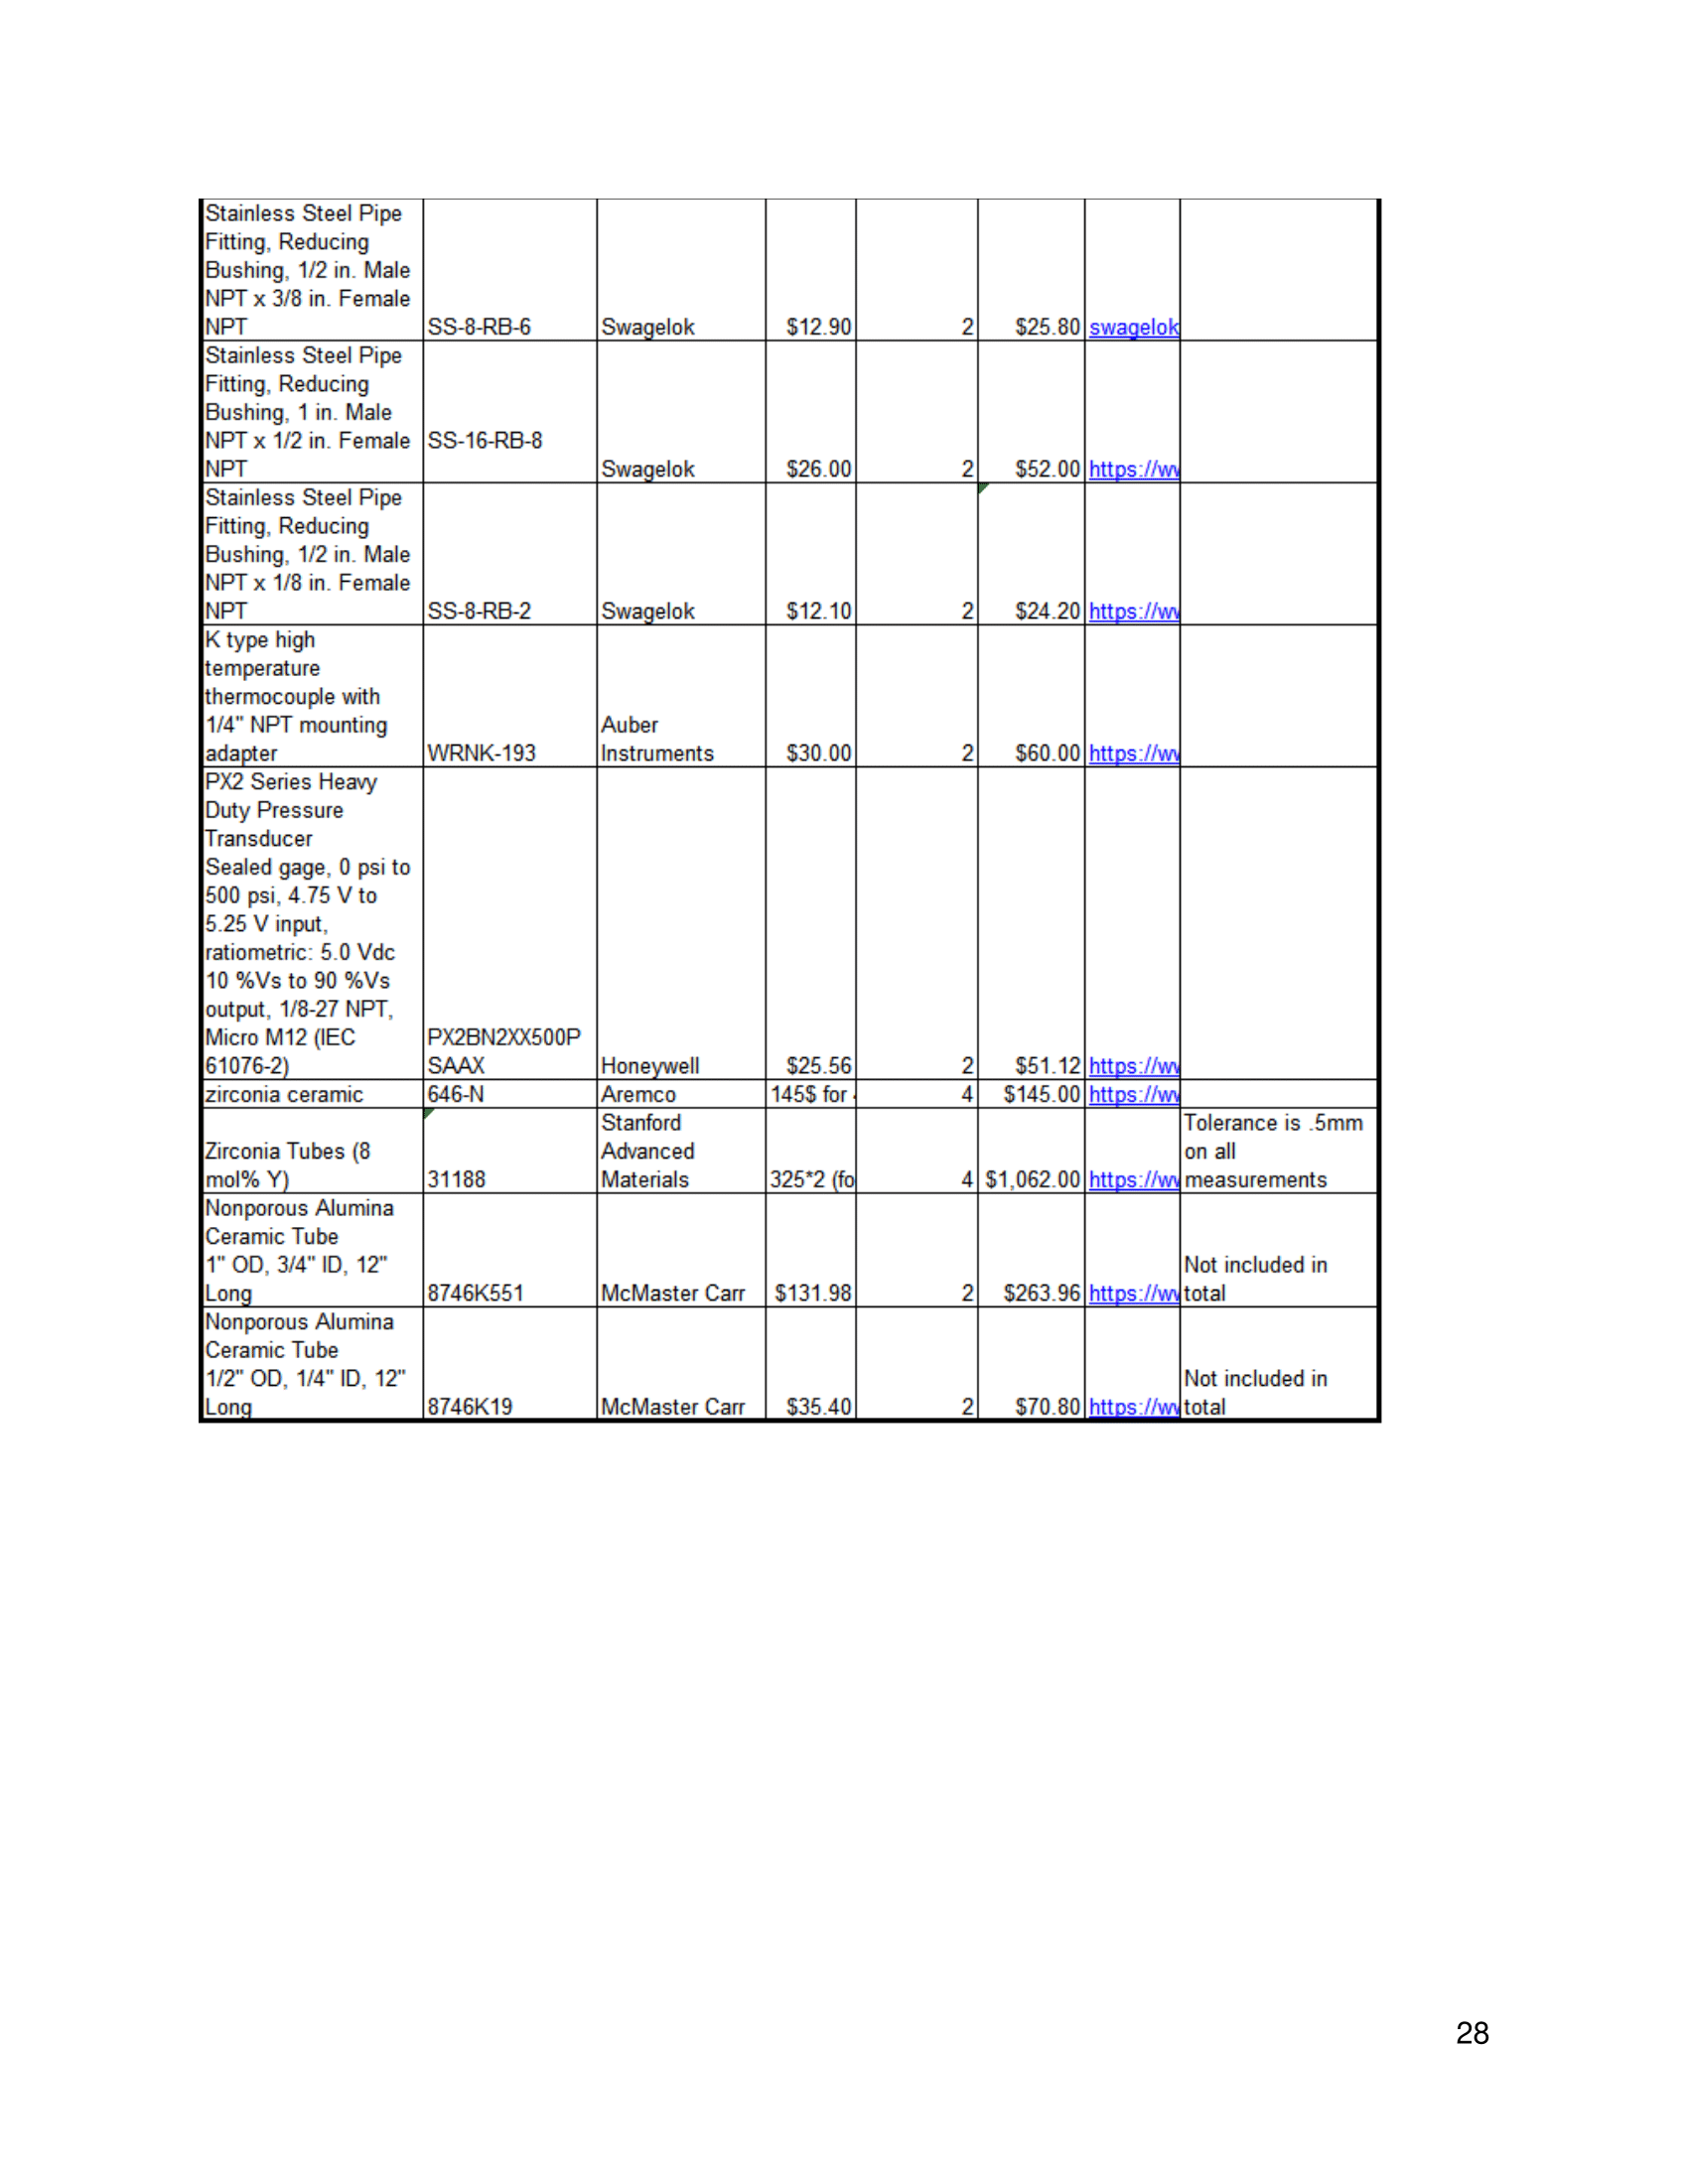 Stainless Steel Pipe
Fitting, Reducing
Bushing, 1/2 in. Male
NPT x 3/8 in. Female
NPT SS-8-RB-6 Swagelok $12.90 2 $25.80 swagelok
Stainless Steel Pipe
Fitting, Reducing
Bushing, 1 in. Male
NPT x 1/2 in. Female SS-16-RB-8
NPT Swagelok $26.00 2 $52.00 https://w
Stainless Steel Pipe
Fitting, Reducing
Bushing, 1/2 in. Male
NPT x 1/8 in. Female
NPT SS-8-RB-2 Swagelok $12.10 2 $24.20 https://w
K type high
temperature
thermocouple with
1/4" NPT mounting Auber
adapter WRNK-193 Instruments $30.00 2 $60.00 https://w
PX2 Series Heavy
Duty Pressure
Transducer
Sealed gage, 0 psi to
500 psi, 4.75 V to
5.25 V input,
ratiometric: 5.0 Vdc
10 %Vs to 90 %Vs
output, 1/8-27 NPT,
Micro M12 (IEC PX2BN2XX500P
61076-2) SAAX Honeywell $25.56 2 $51.12 https://w
zirconia ceramic 646-N Aremco 145$ for 4 $145.00 https://w
Stanford Tolerance is .5mm
Zirconia Tubes (8 Advanced on all
mol% Y) 31188 Materials 325*2 (fo 4 $1,062.00 https://w measurements
Nonporous Alumina
Ceramic Tube
1" OD, 3/4" ID, 12" Not included in
Long 8746K551 McMaster Carr $131.98 2 $263.96 https://w total
Nonporous Alumina
Ceramic Tube
1/2" OD, 1/4" ID, 12" Not included in
Long 8746K19 McMaster Carr $35.40 2 $70.80 https://w total
28